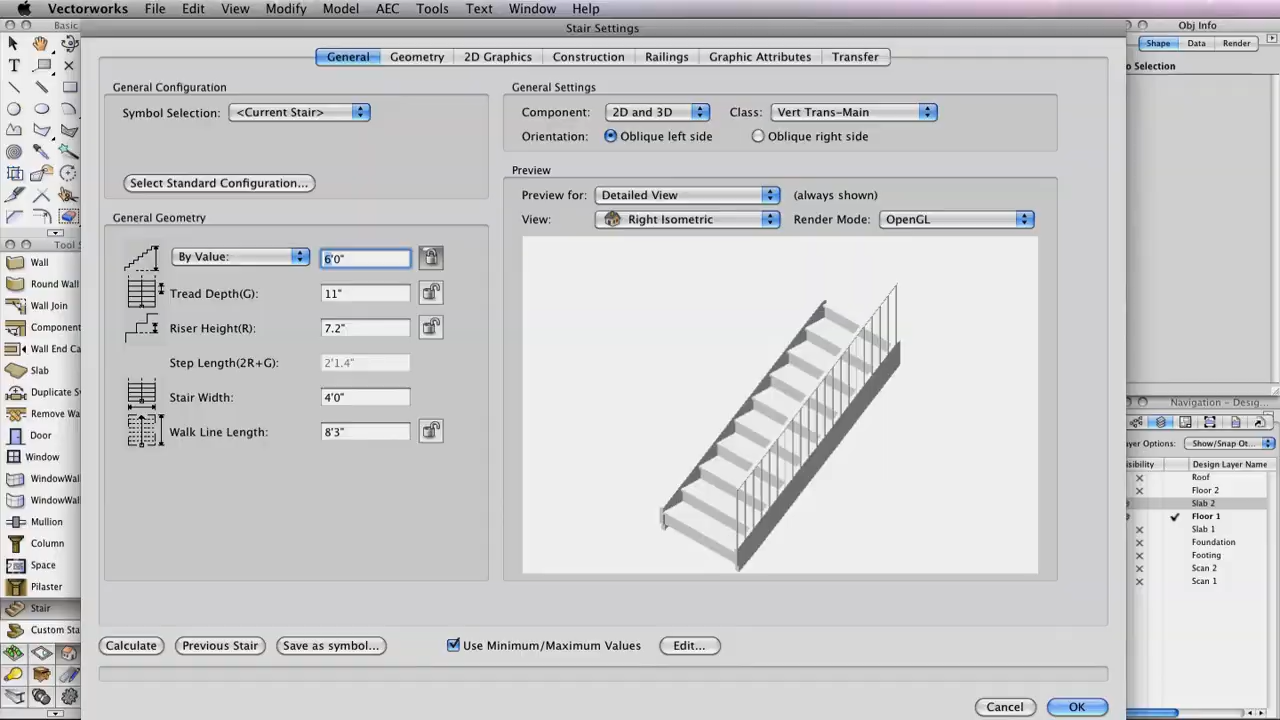 Vectorworks File Edit View Modify Model AEC Tools Text Window Help
Basic
Stair Settings
Obj Info
General Geometry 2D Graphics Construction Railings Graphic Attributes Transfer
Shape Data Render
o Selection
General Configuration
Symbol Selection: <Current Stair>
Select Standard Configuration...
General Settings
Component: 2D and 3D Class: Vert Trans-Main
Orientation: Oblique left side Oblique right side
Preview
Preview for: Detailed View (always shown)
View: Right Isometric Render Mode: OpenGL
General Geometry
By Value: 6'0"
Tread Depth(G): 11"
Riser Height(R): 7.2"
Step Length(2R+G): 2'1.4"
Stair Width: 4'0"
Walk Line Length: 8'3"
Tool S
Wall
Round Wall
Wall Join
Component
Wall End Ca
Slab
Duplicate Sy
Remove Wa
Door
Window
WindowWall
WindowWall
Mullion
Column
Space
Pilaster
Stair
Custom Sta
Navigation - Desig...
ayer Options: Show/Snap Ot...
isibility Design Layer Name
Roof
Floor 2
Slab 2
Floor 1
Slab 1
Foundation
Footing
Scan 2
Scan 1
Calculate Previous Stair Save as symbol... Use Minimum/Maximum Values Edit...
Cancel OK